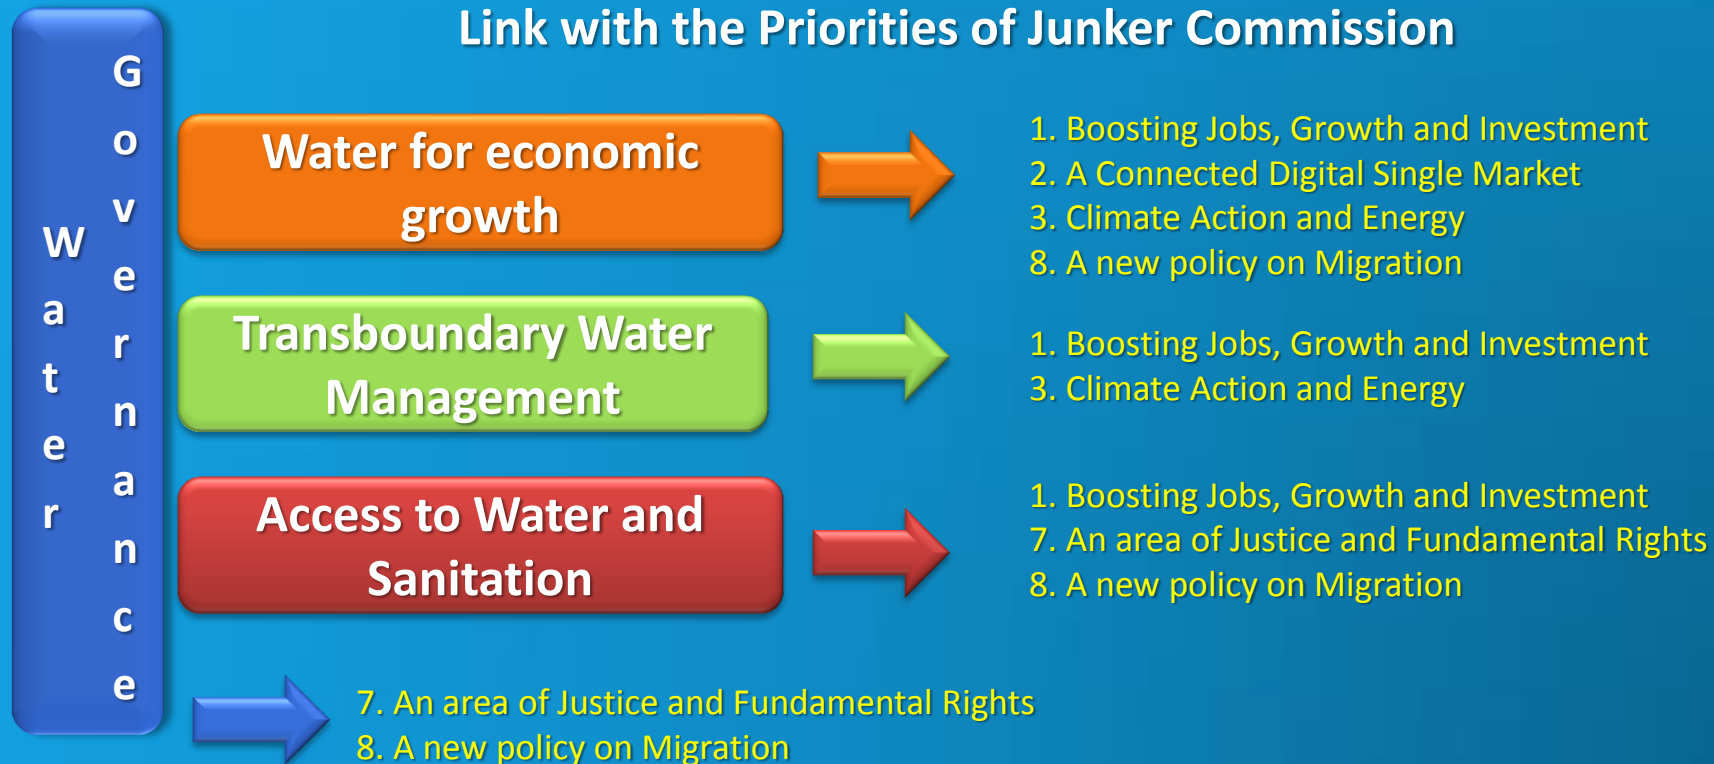 Link with the Priorities of Junker Commission
Water
Governance
Water for economic
growth
1. Boosting Jobs, Growth and Investment
2. A Connected Digital Single Market
3. Climate Action and Energy
8. A new policy on Migration
Transboundary Water
Management
1. Boosting Jobs, Growth and Investment
3. Climate Action and Energy
Access to Water and
Sanitation
1. Boosting Jobs, Growth and Investment
7. An area of Justice and Fundamental Rights
8. A new policy on Migration
7. An area of Justice and Fundamental Rights
8. A new policy on Migration